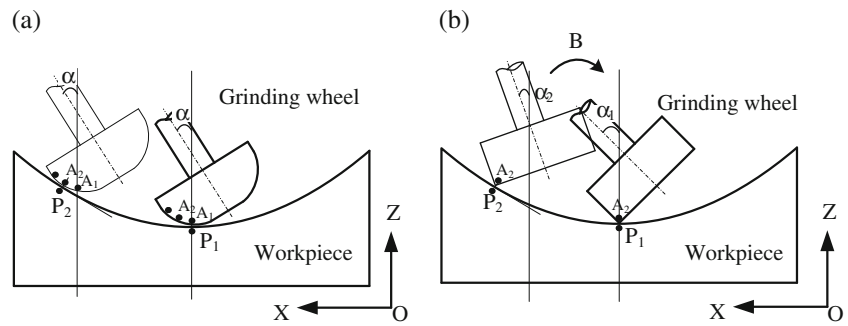 (a)
α
α
Grinding wheel
A₂
A₁
P₂
A₂
A₁
P₁
Workpiece
Z
X
O
(b)
B
α₂
α₁
Grinding wheel
A₂
P₂
A₂
P₁
Workpiece
Z
X
O